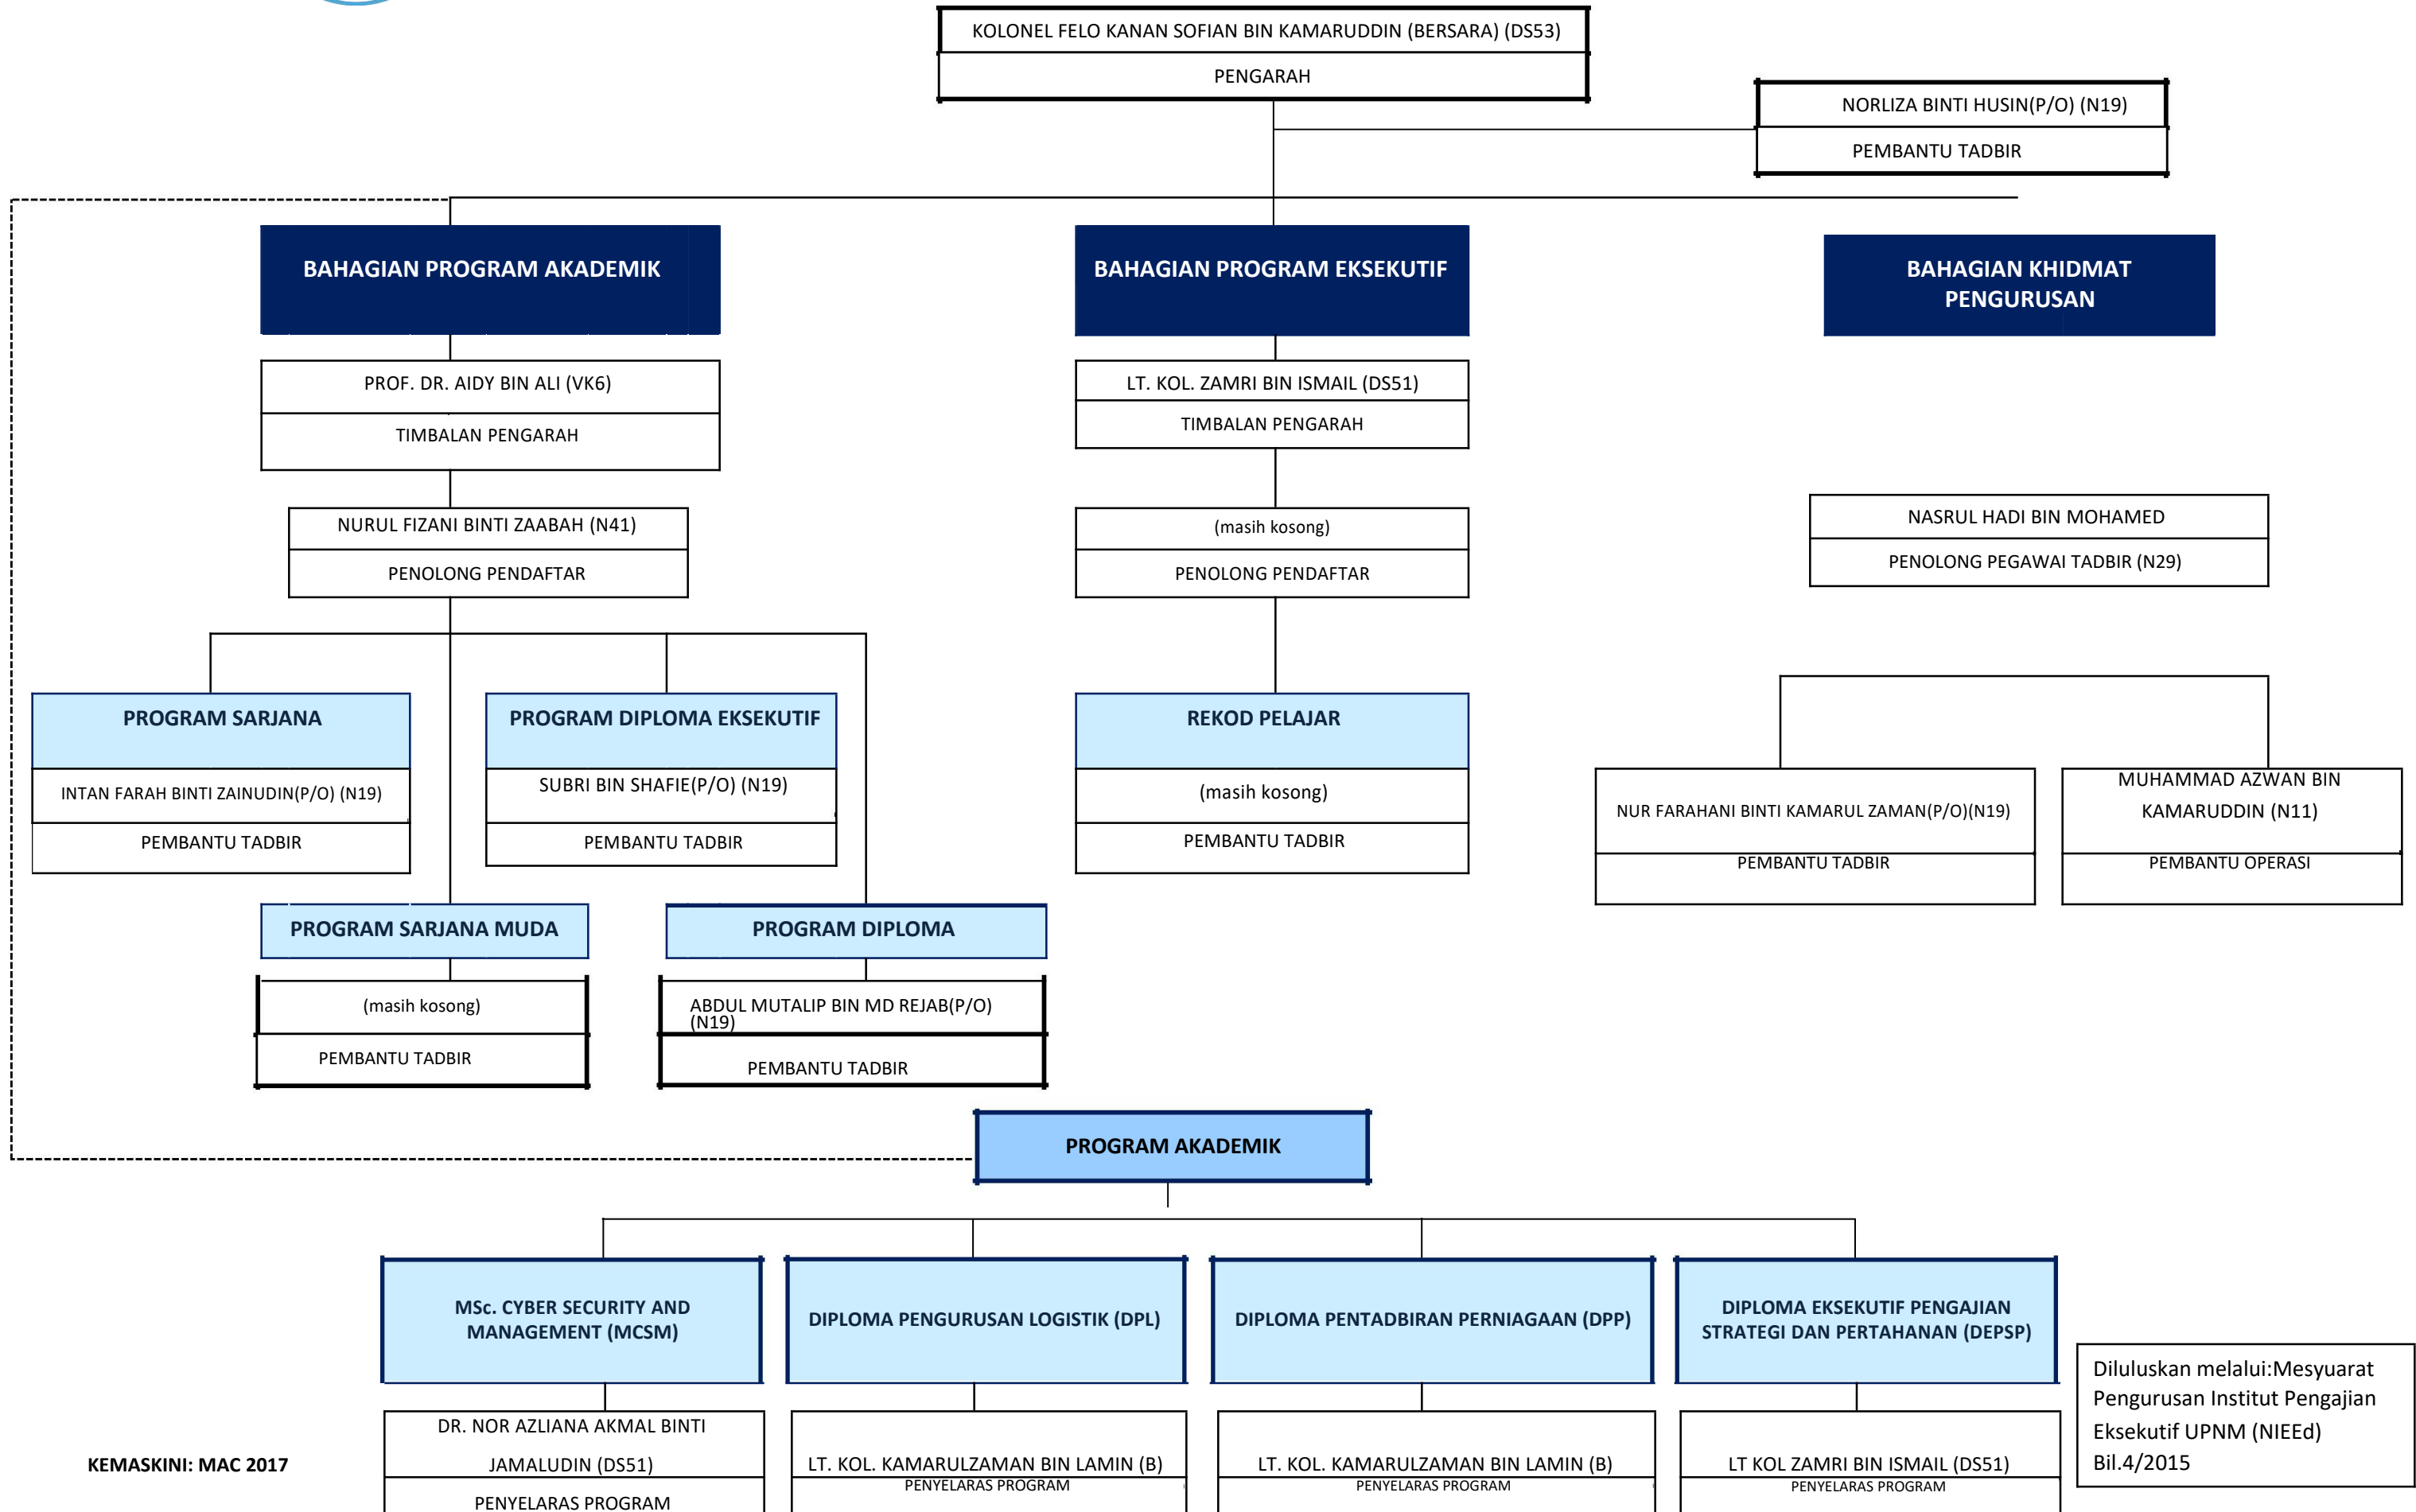 KOLONEL FELO KANAN SOFIAN BIN KAMARUDDIN (BERSARA) (DS53)
PENGARAH
NORLIZA BINTI HUSIN(P/O) (N19)
PEMBANTU TADBIR
BAHAGIAN PROGRAM AKADEMIK
BAHAGIAN PROGRAM EKSEKUTIF
BAHAGIAN KHIDMAT
PENGURUSAN
PROF. DR. AIDY BIN ALI (VK6)
TIMBALAN PENGARAH
LT. KOL. ZAMRI BIN ISMAIL (DS51)
TIMBALAN PENGARAH
NURUL FIZANI BINTI ZAABAH (N41)
PENOLONG PENDAFTAR
(masih kosong)
PENOLONG PENDAFTAR
NASRUL HADI BIN MOHAMED
PENOLONG PEGAWAI TADBIR (N29)
PROGRAM SARJANA
INTAN FARAH BINTI ZAINUDIN(P/O) (N19)
PEMBANTU TADBIR
PROGRAM DIPLOMA EKSEKUTIF
SUBRI BIN SHAFIE(P/O) (N19)
PEMBANTU TADBIR
REKOD PELAJAR
(masih kosong)
PEMBANTU TADBIR
NUR FARAHANI BINTI KAMARUL ZAMAN(P/O)(N19)
PEMBANTU TADBIR
MUHAMMAD AZWAN BIN
KAMARUDDIN (N11)
PEMBANTU OPERASI
PROGRAM SARJANA MUDA
(masih kosong)
PEMBANTU TADBIR
PROGRAM DIPLOMA
ABDUL MUTALIP BIN MD REJAB(P/O)
(N19)
PEMBANTU TADBIR
PROGRAM AKADEMIK
MSc. CYBER SECURITY AND
MANAGEMENT (MCSM)
DIPLOMA PENGURUSAN LOGISTIK (DPL)
DIPLOMA PENTADBIRAN PERNIAGAAN (DPP)
DIPLOMA EKSEKUTIF PENGAJIAN
STRATEGI DAN PERTAHANAN (DEPSP)
DR. NOR AZLIANA AKMAL BINTI
JAMALUDIN (DS51)
PENYELARAS PROGRAM
LT. KOL. KAMARULZAMAN BIN LAMIN (B)
PENYELARAS PROGRAM
LT. KOL. KAMARULZAMAN BIN LAMIN (B)
PENYELARAS PROGRAM
LT KOL ZAMRI BIN ISMAIL (DS51)
PENYELARAS PROGRAM
Diluluskan melalui:Mesyuarat
Pengurusan Institut Pengajian
Eksekutif UPNM (NIEEd)
Bil.4/2015
KEMASKINI: MAC 2017